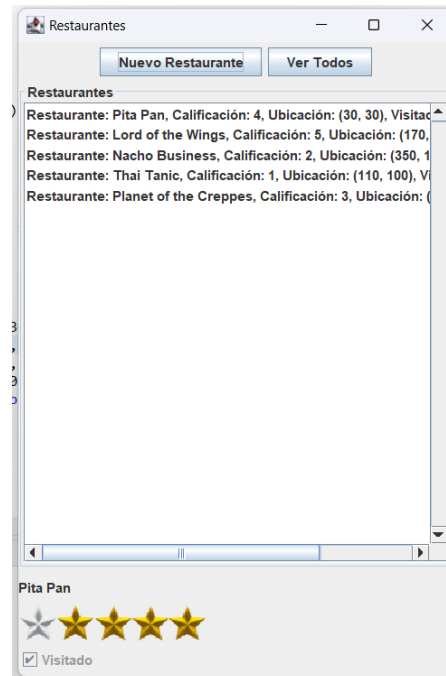 Restaurantes
Nuevo Restaurante Ver Todos
Restaurantes
Restaurante: Pita Pan, Calificación: 4, Ubicación: (30, 30), Visitad
Restaurante: Lord of the Wings, Calificación: 5, Ubicación: (170,
Restaurante: Nacho Business, Calificación: 2, Ubicación: (350, 1
Restaurante: Thai Tanic, Calificación: 1, Ubicación: (110, 100), Vi
Restaurante: Planet of the Creppes, Calificación: 3, Ubicación: (
Pita Pan
Visitado